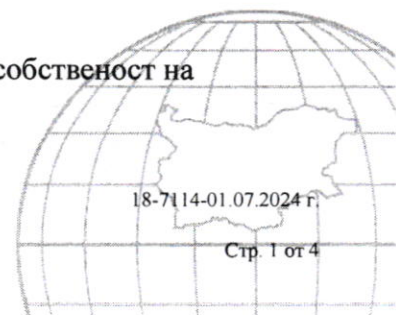 собственост на
18-7114-01.07.2024 г.
Стр. 1 от 4